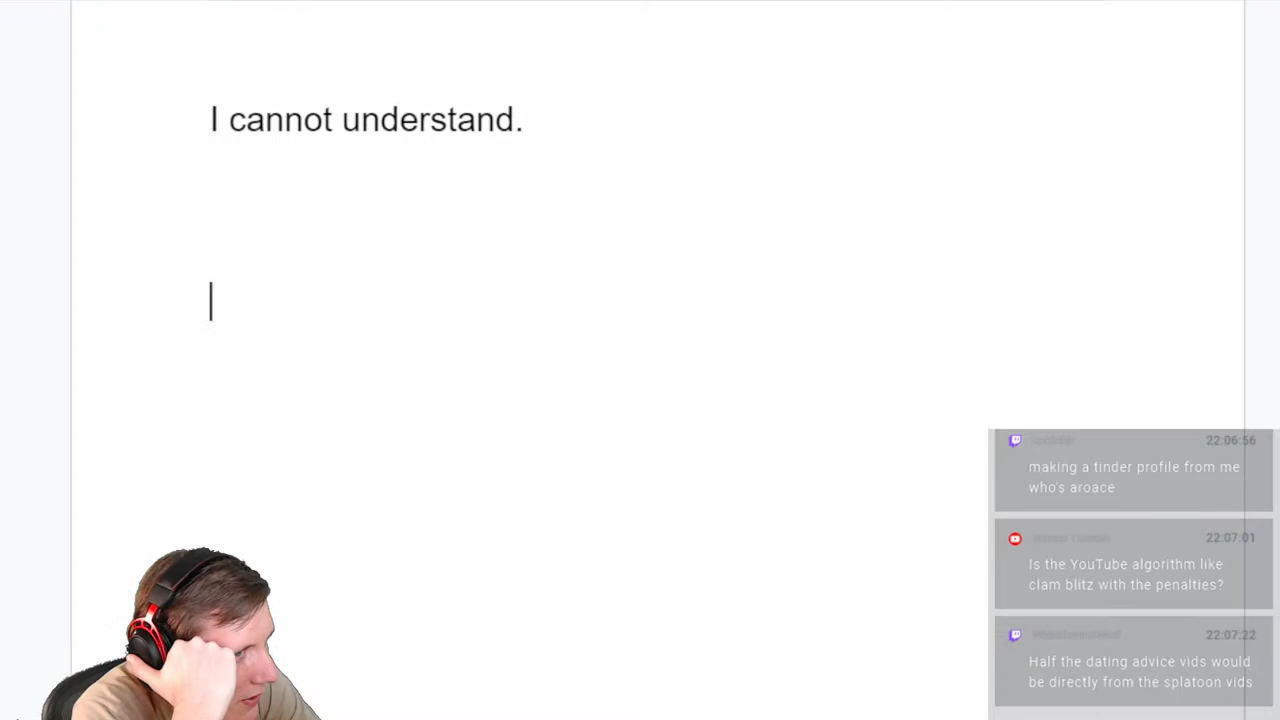 I cannot understand.
22:06:56
making a tinder profile from me
who's aroace
22:07:01
Is the YouTube algorithm like
clam blitz with the penalties?
22:07:22
Half the dating advice vids would
be directly from the splatoon vids